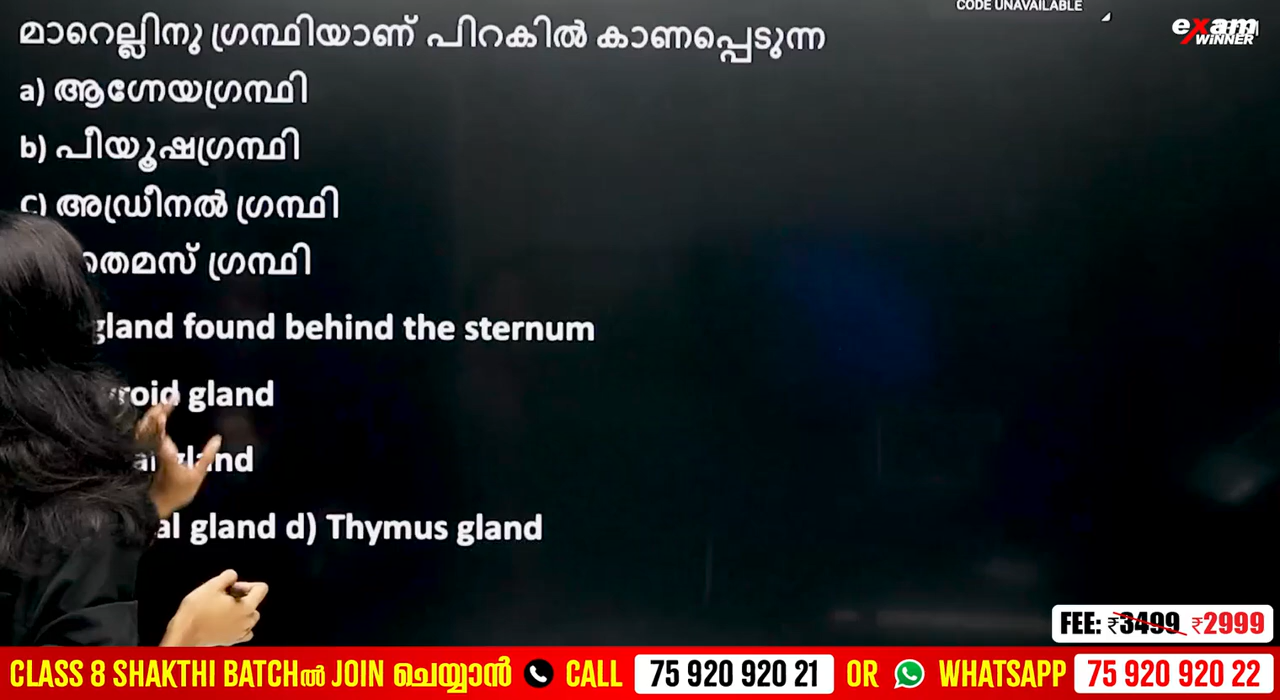 CODE UNAVAILABLE
exam
WiNNER
മാറെല്ലിനു ഗ്രന്ഥിയാണ് പിറകിൽ കാണപ്പെടുന്ന
a) ആഗ്നേയഗ്രന്ഥി
b) പീയൂഷഗ്രന്ഥി
c) അഡ്രീനൽ ഗ്രന്ഥി
തൈമസ് ഗ്രന്ഥി
gland found behind the sternum
gland
gland
gland d) Thymus gland
FEE: ₹3499 ₹2999
CLASS 8 SHAKTHI BATCHൽ JOIN ചെയ്യാൻ CALL 75 920 920 21 OR WHATSAPP 75 920 920 22